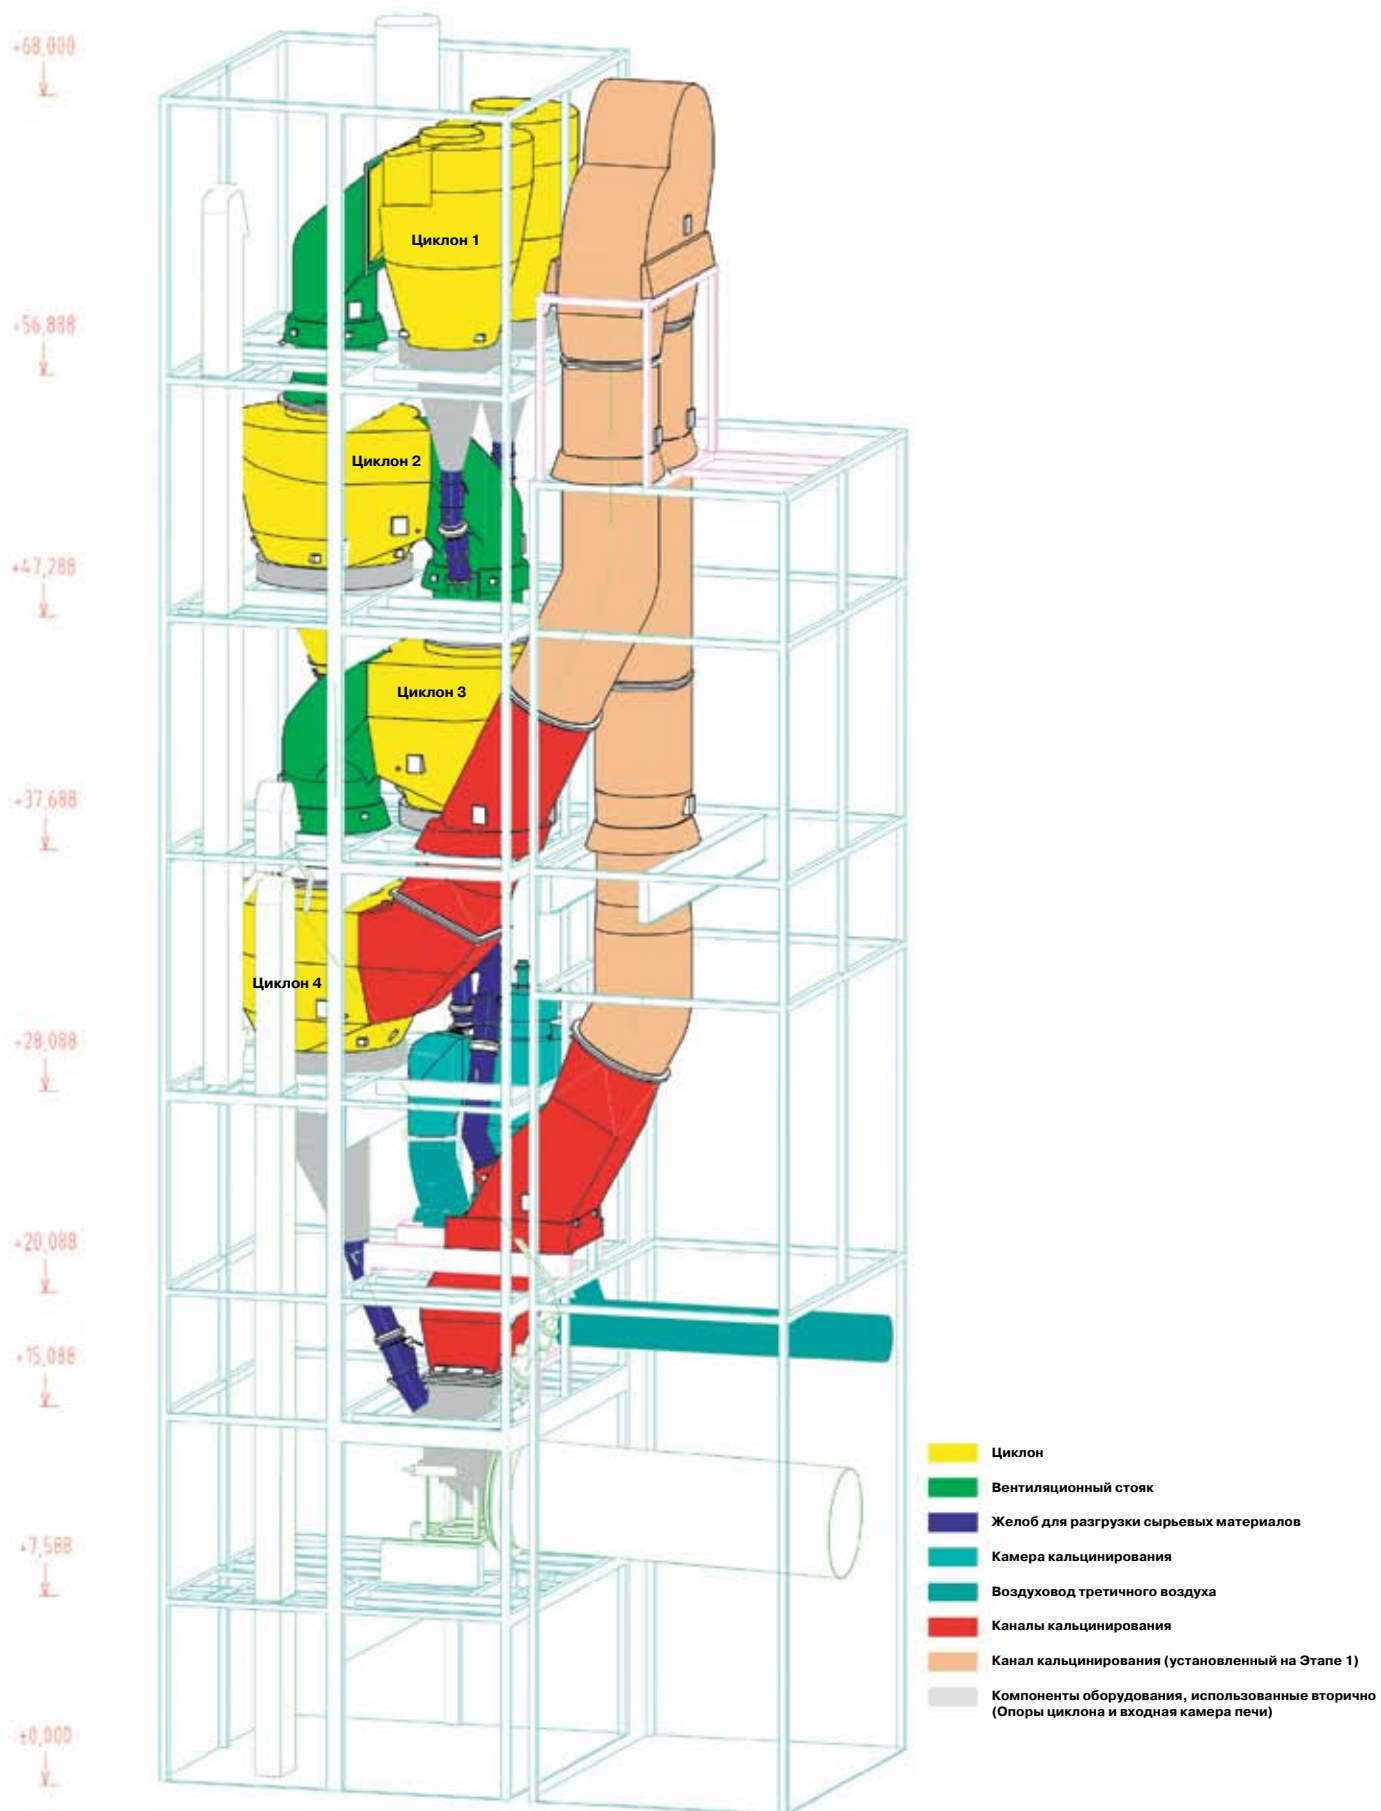 +68,000
Циклон 1
+56,888
Циклон 2
+47,288
Циклон 3
+37,688
Циклон 4
+28,088
+20,088
+15,088
+7,588
±0,000
Циклон
Вентиляционный стояк
Желоб для разгрузки сырьевых материалов
Камера кальцинирования
Воздуховод третичного воздуха
Каналы кальцинирования
Канал кальцинирования (установленный на Этапе 1)
Компоненты оборудования, использованные вторично
(Опоры циклона и входная камера печи)